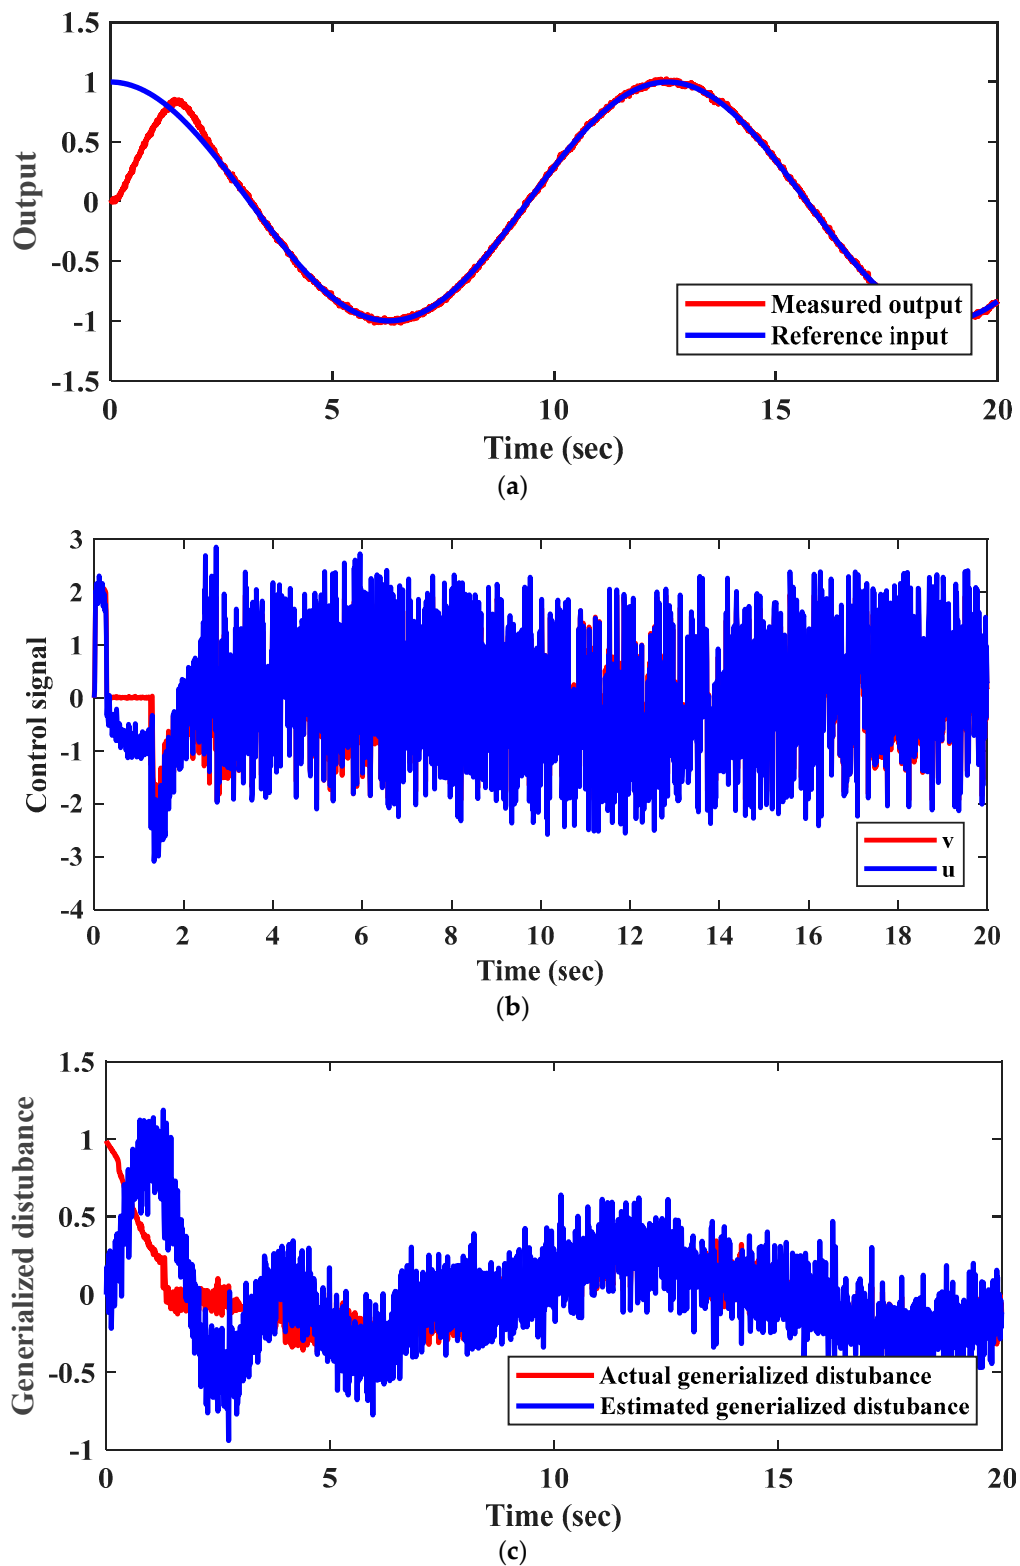 1.5
1
0.5
0
-0.5
-1
-1.5
Output
Measured output
Reference input
0 5 10 15 20
Time (sec)
(a)
3
2
1
0
-1
-2
-3
-4
Control signal
v
u
0 2 4 6 8 10 12 14 16 18 20
Time (sec)
(b)
1.5
1
0.5
0
-0.5
-1
Generialized distubance
Actual generialized distubance
Estimated generialized distubance
0 5 10 15 20
Time (sec)
(c)